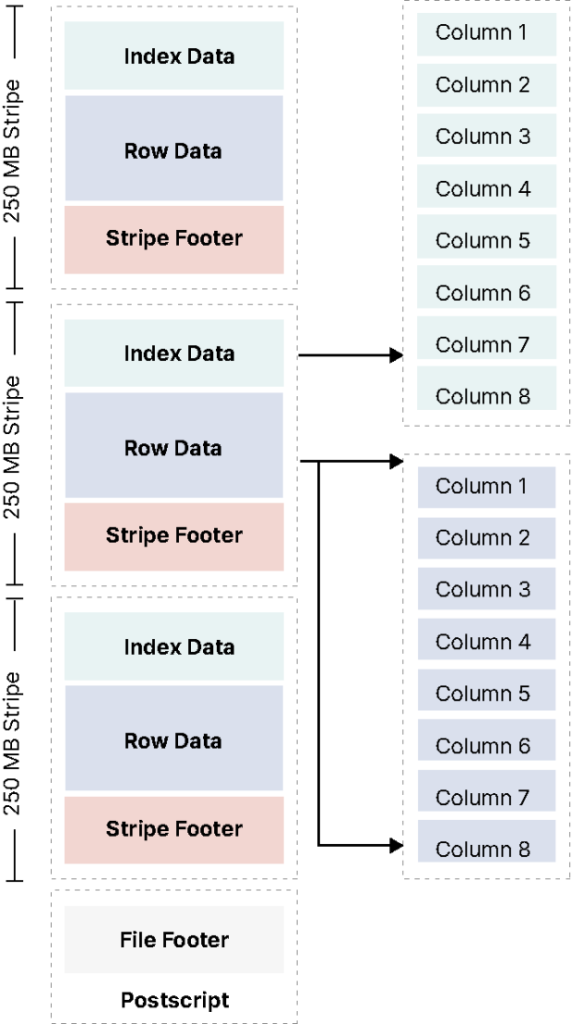 250 MB Stripe
Index Data
Row Data
Stripe Footer
250 MB Stripe
Index Data
Row Data
Stripe Footer
250 MB Stripe
Index Data
Row Data
Stripe Footer
File Footer
Postscript
Column 1
Column 2
Column 3
Column 4
Column 5
Column 6
Column 7
Column 8
Column 1
Column 2
Column 3
Column 4
Column 5
Column 6
Column 7
Column 8